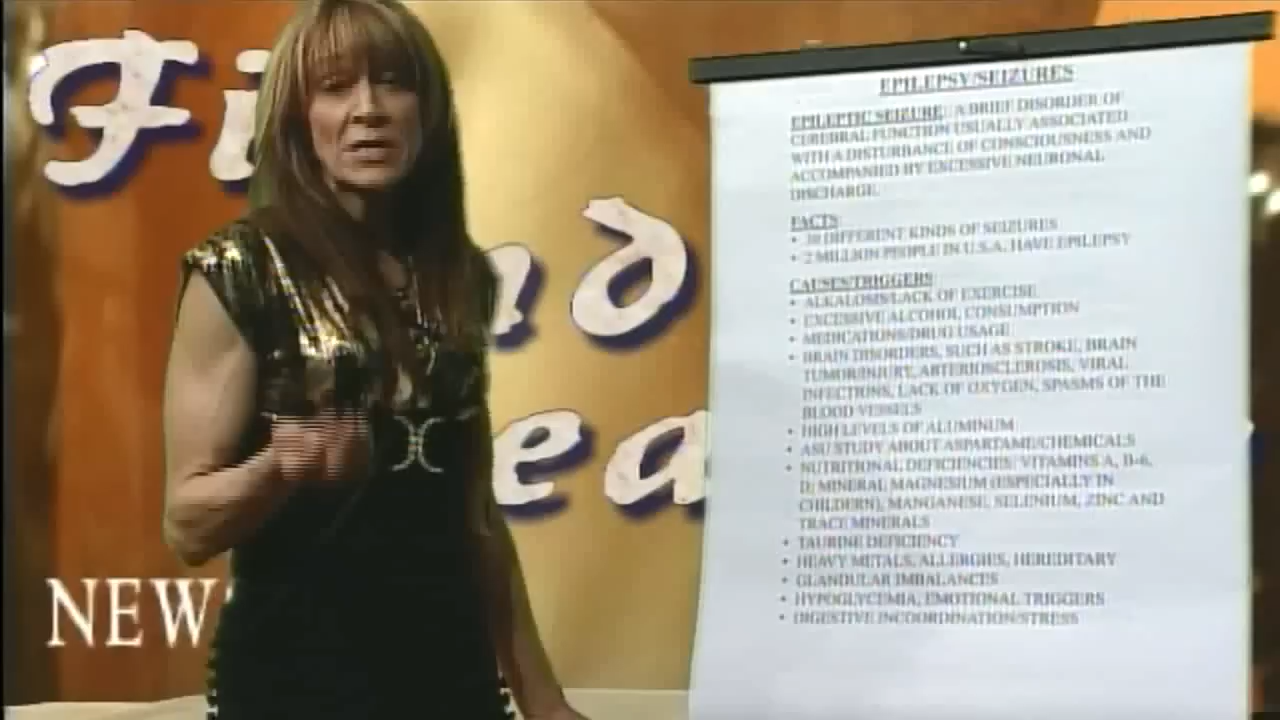 Fi
nd
ea
NEWS
EPILEPSY/SEIZURES
EPILEPTIC SEIZURE: A BRIEF DISORDER OF
CEREBRAL FUNCTION USUALLY ASSOCIATED
WITH A DISTURBANCE OF CONSCIOUSNESS AND
ACCOMPANIED BY EXCESSIVE NEURONAL
DISCHARGE.
FACTS:
• DIFFERENT KINDS OF SEIZURES
• 2 MILLION PEOPLE IN U.S.A. HAVE EPILEPSY
CAUSES/TRIGGERS:
• ALKALOSIS/LACK OF EXERCISE
• EXCESSIVE ALCOHOL CONSUMPTION
• MEDICATIONS/DRUG USAGE
• BRAIN DISORDERS, SUCH AS STROKE, BRAIN
TUMOR/INJURY, ARTERIOSCLEROSIS, VIRAL
INFECTIONS, LACK OF OXYGEN, SPASMS OF THE
BLOOD VESSELS
• HIGH LEVELS OF ALUMINUM
• ASU STUDY ABOUT ASPARTAME/CHEMICALS
• NUTRITIONAL DEFICIENCIES: VITAMINS A, B-6,
D; MINERAL MAGNESIUM (ESPECIALLY IN
CHILDERN), MANGANESE, SELENIUM, ZINC AND
TRACE MINERALS
• TAURINE DEFICIENCY
• HEAVY METALS, ALLERGIES, HEREDITARY
• GLANDULAR IMBALANCES
• HYPOGLYCEMIA, EMOTIONAL TRIGGERS
• DIGESTIVE INCOORDINATION/STRESS